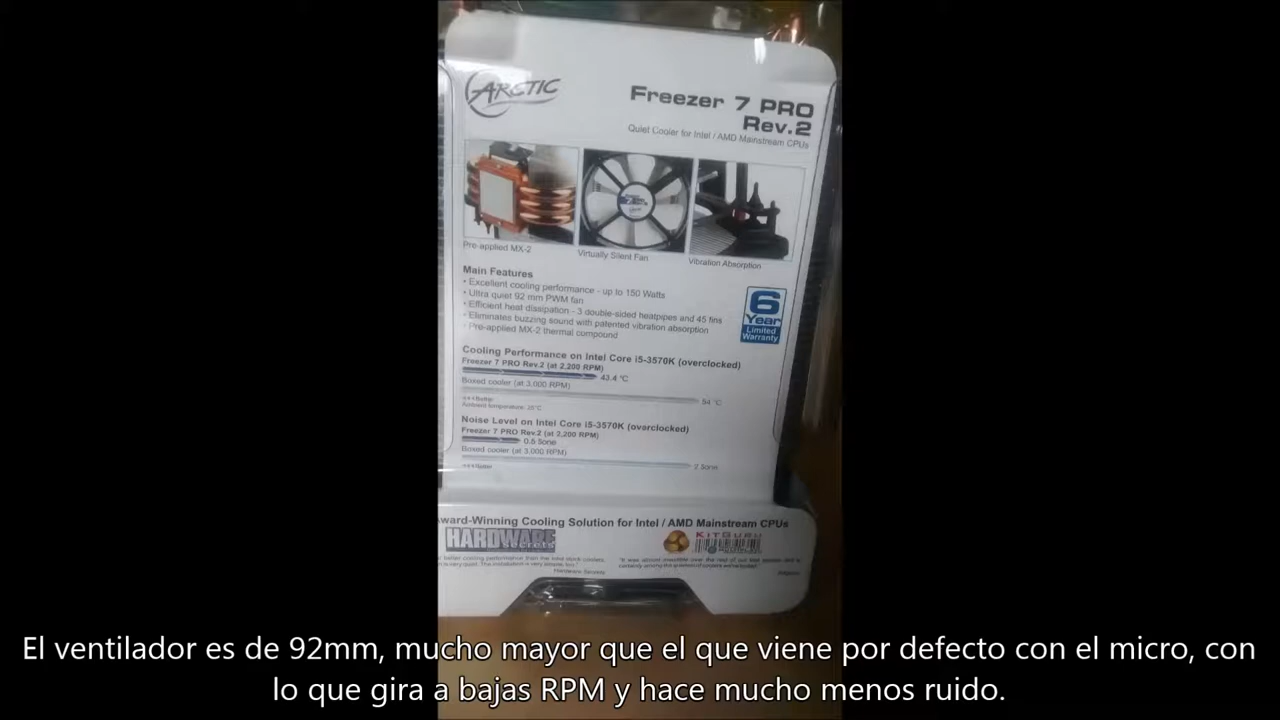 ARCTIC
Freezer 7 PRO
Rev.2
Quiet Cooler for Intel / AMD Mainstream CPUs
Pre-applied MX-2
Virtually Silent Fan
Vibration Absorption
Main Features
• Excellent cooling performance - up to 150 Watts
• Ultra quiet 92 mm PWM fan
• Efficient heat dissipation - 3 double-sided heatpipes and 45 fins
• Eliminates buzzing sound with patented vibration absorption
• Pre-applied MX-2 thermal compound
6
Year
Limited
Warranty
Cooling Performance on Intel Core i5-3570K (overclocked)
Freezer 7 PRO Rev.2 (at 2,200 RPM)
43.4 °C
Boxed cooler (at 3,000 RPM)
94 °C
Noise Level on Intel Core i5-3570K (overclocked)
Freezer 7 PRO Rev.2 (at 2,200 RPM)
Boxed cooler (at 3,000 RPM)
ward-Winning Cooling Solution for Intel / AMD Mainstream CPUs
HARDWARE
secrets
KITGURU
Hardware Secrets
El ventilador es de 92mm, mucho mayor que el que viene por defecto con el micro, con
lo que gira a bajas RPM y hace mucho menos ruido.